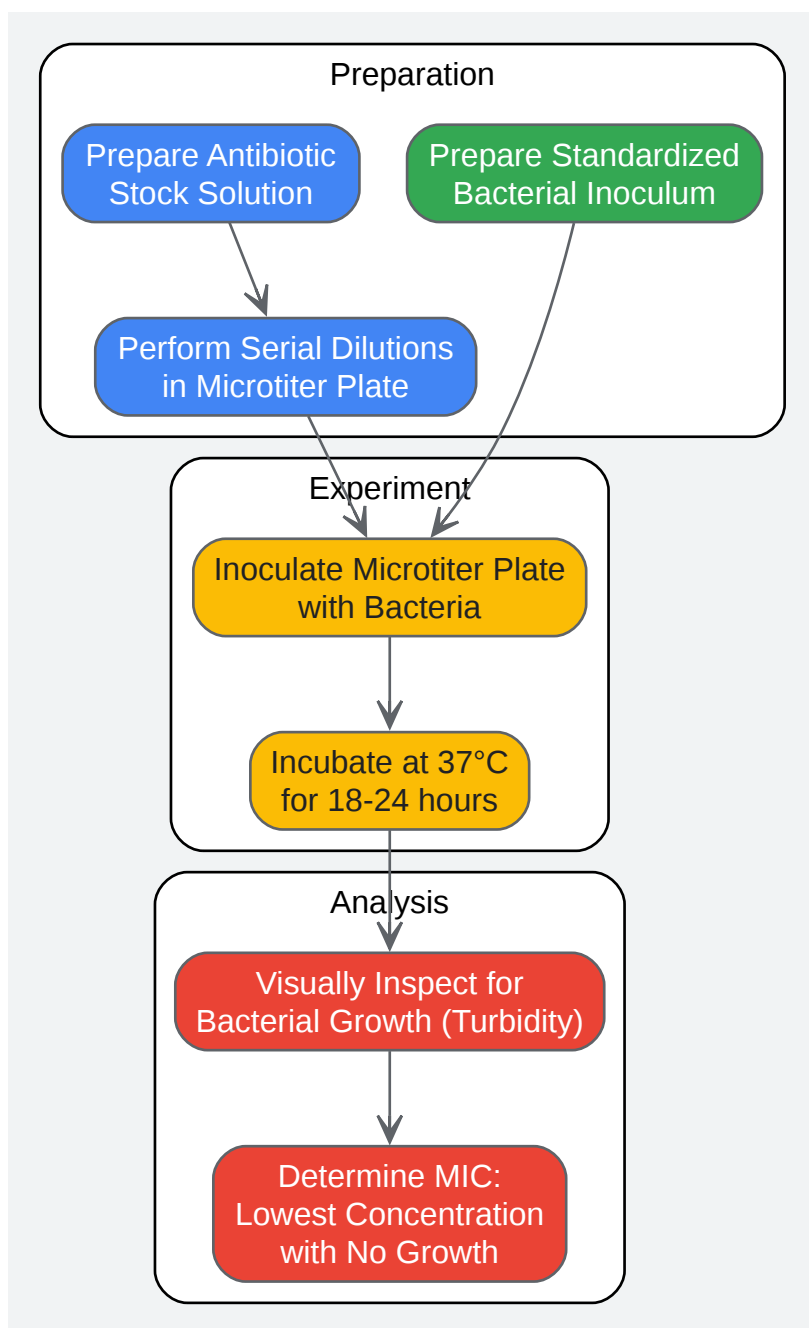 Preparation
Prepare Antibiotic
Stock Solution
Prepare Standardized
Bacterial Inoculum
Perform Serial Dilutions
in Microtiter Plate
Experiment
Inoculate Microtiter Plate
with Bacteria
Incubate at 37°C
for 18-24 hours
Analysis
Visually Inspect for
Bacterial Growth (Turbidity)
Determine MIC:
Lowest Concentration
with No Growth